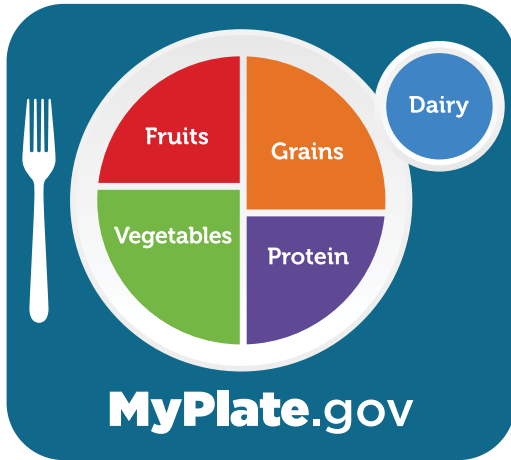 Fruits
Grains
Dairy
Vegetables
Protein
MyPlate.gov